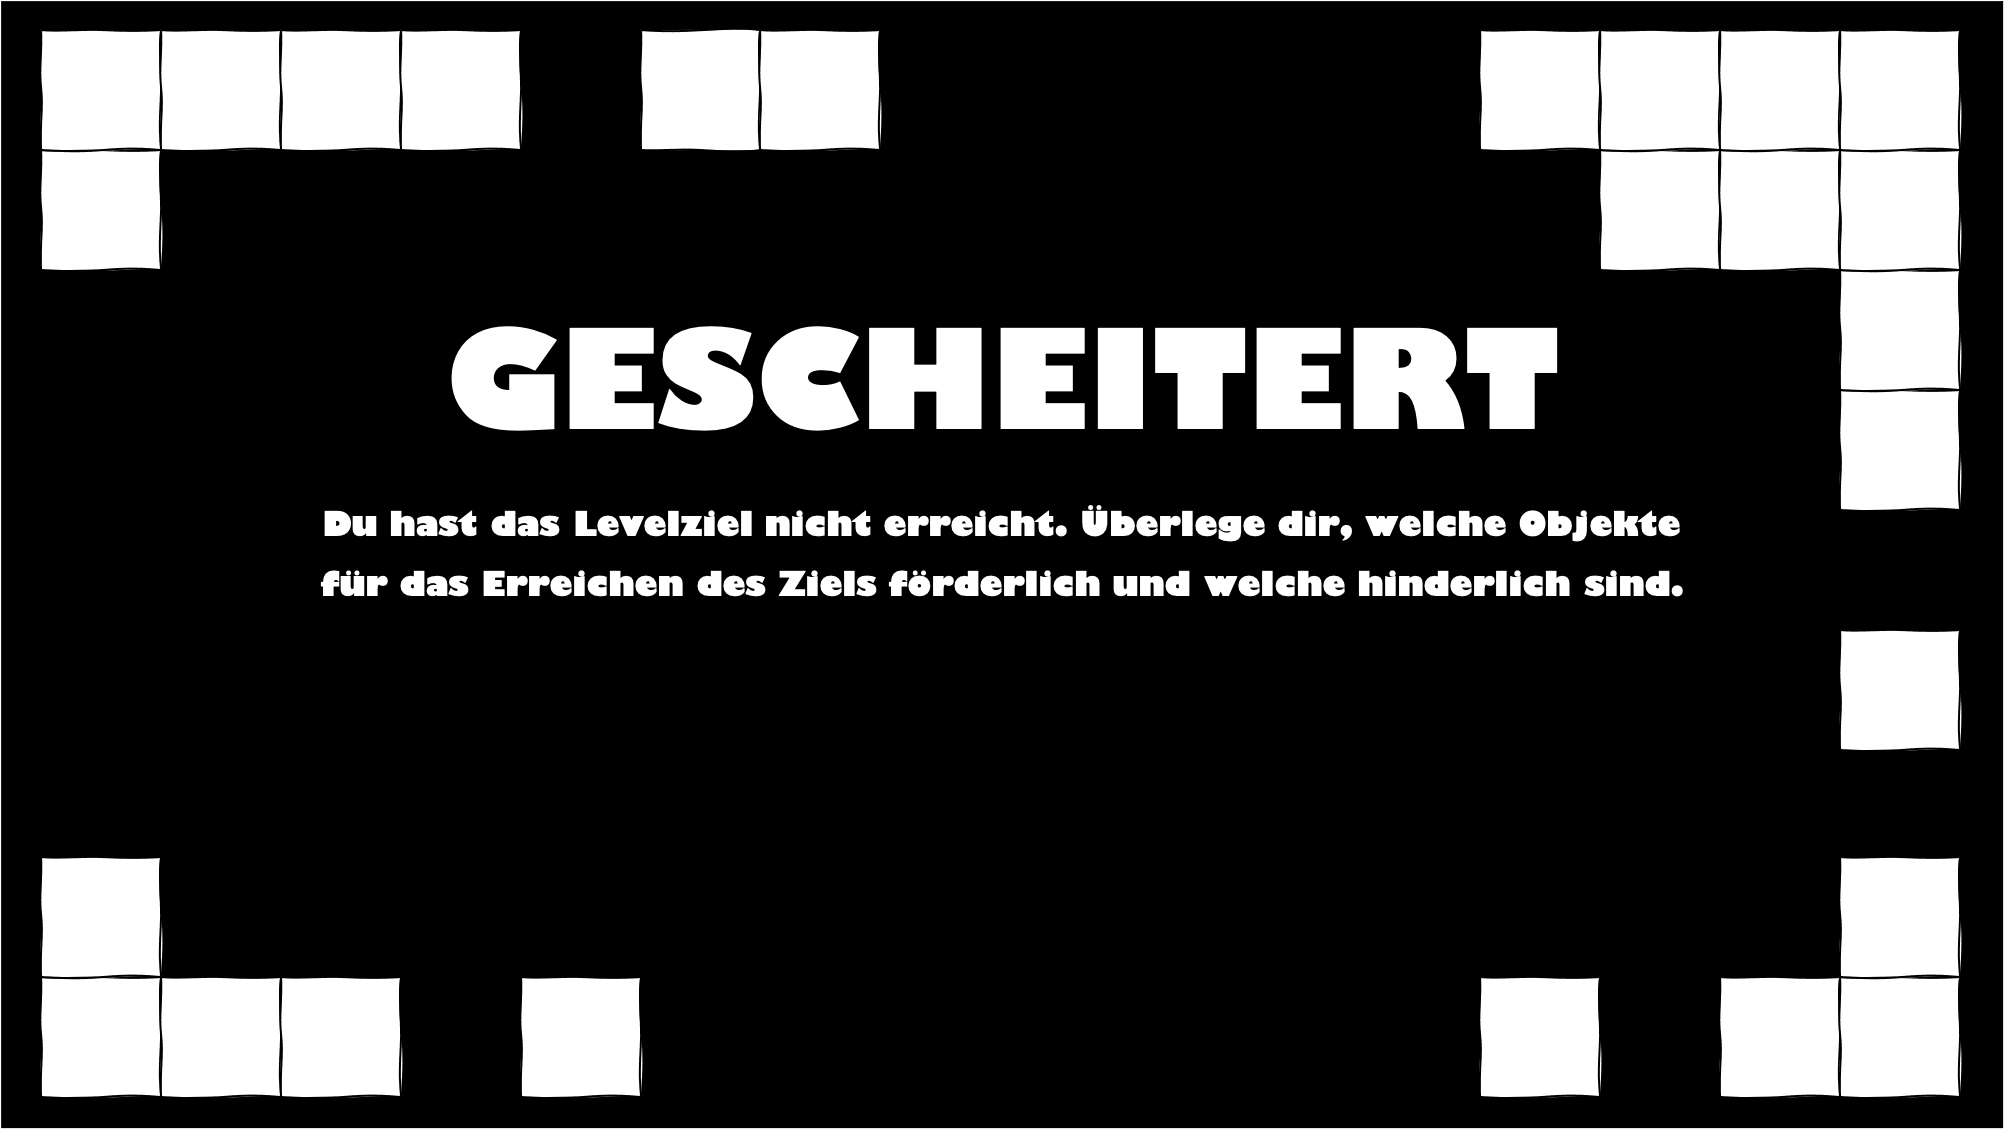 GESCHEITERT
Du hast das Levelziel nicht erreicht. Überlege dir, welche Objekte
für das Erreichen des Ziels förderlich und welche hinderlich sind.